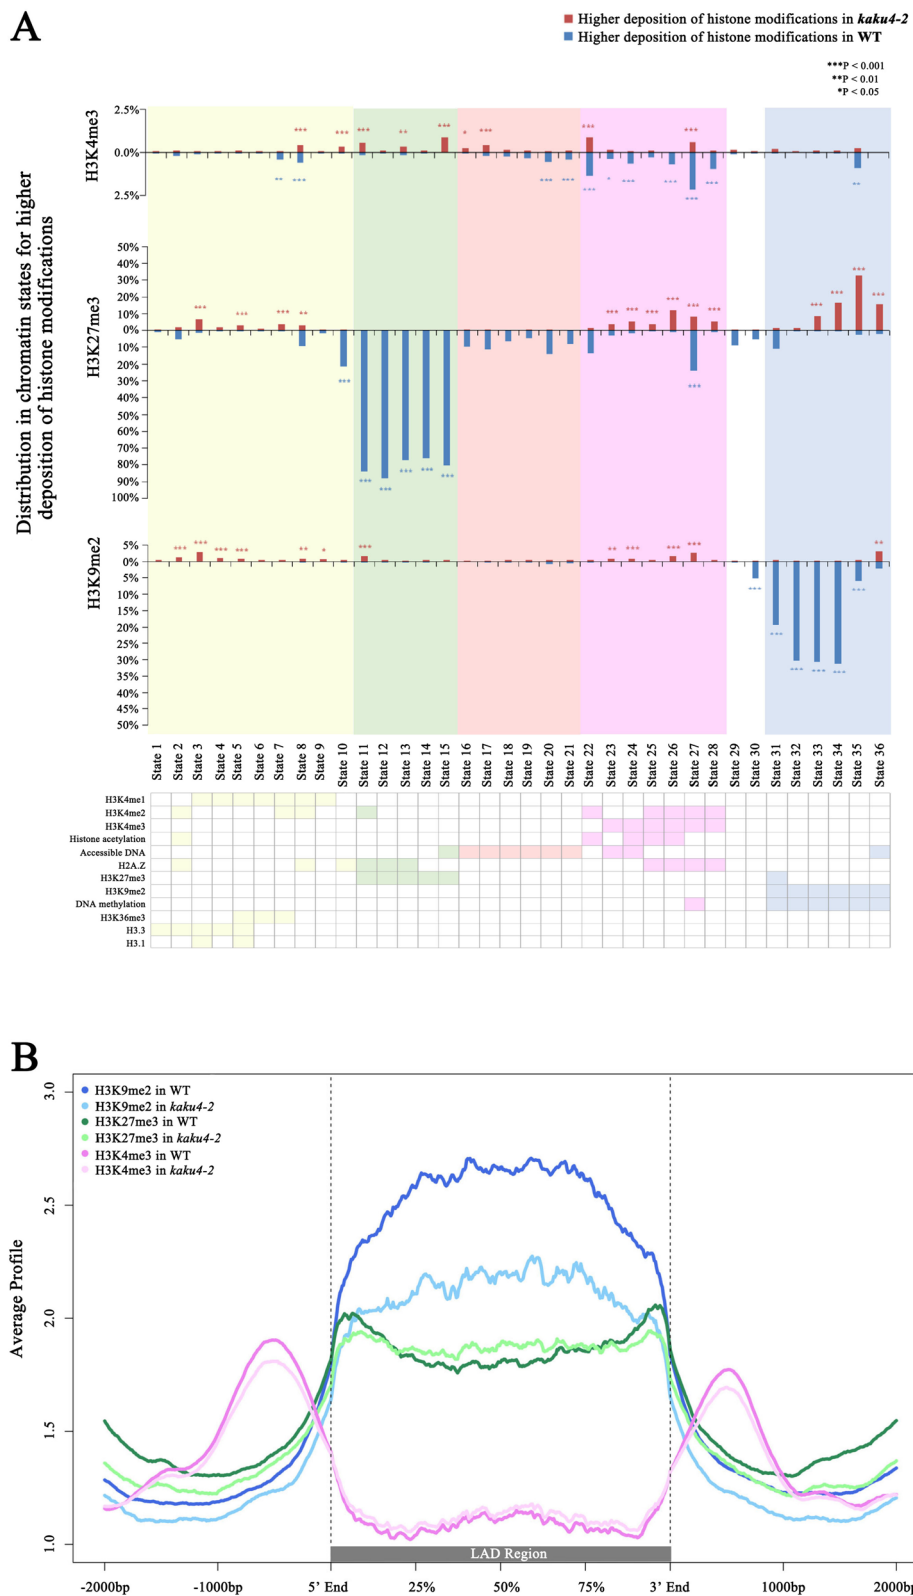 A
Higher deposition of histone modifications in kaku4-2
Higher deposition of histone modifications in WT
***P < 0.001
**P < 0.01
*P < 0.05
Distribution in chromatin states for higher
deposition of histone modifications
H3K4me3
2.5%
0.0%
2.5%
H3K27me3
50%
40%
30%
20%
10%
0%
10%
20%
30%
40%
50%
60%
70%
80%
90%
100%
H3K9me2
5%
0%
5%
10%
15%
20%
25%
30%
35%
40%
45%
50%
State 1
State 2
State 3
State 4
State 5
State 6
State 7
State 8
State 9
State 10
State 11
State 12
State 13
State 14
State 15
State 16
State 17
State 18
State 19
State 20
State 21
State 22
State 23
State 24
State 25
State 26
State 27
State 28
State 29
State 30
State 31
State 32
State 33
State 34
State 35
State 36
H3K4me1
H3K4me2
H3K4me3
Histone acetylation
Accessible DNA
H2A.Z
H3K27me3
H3K9me2
DNA methylation
H3K36me3
H3.3
H3.1
B
H3K9me2 in WT
H3K9me2 in kaku4-2
H3K27me3 in WT
H3K27me3 in kaku4-2
H3K4me3 in WT
H3K4me3 in kaku4-2
Average Profile
3.0
2.5
2.0
1.5
1.0
LAD Region
-2000bp -1000bp 5' End 25% 50% 75% 3' End 1000bp 2000bp